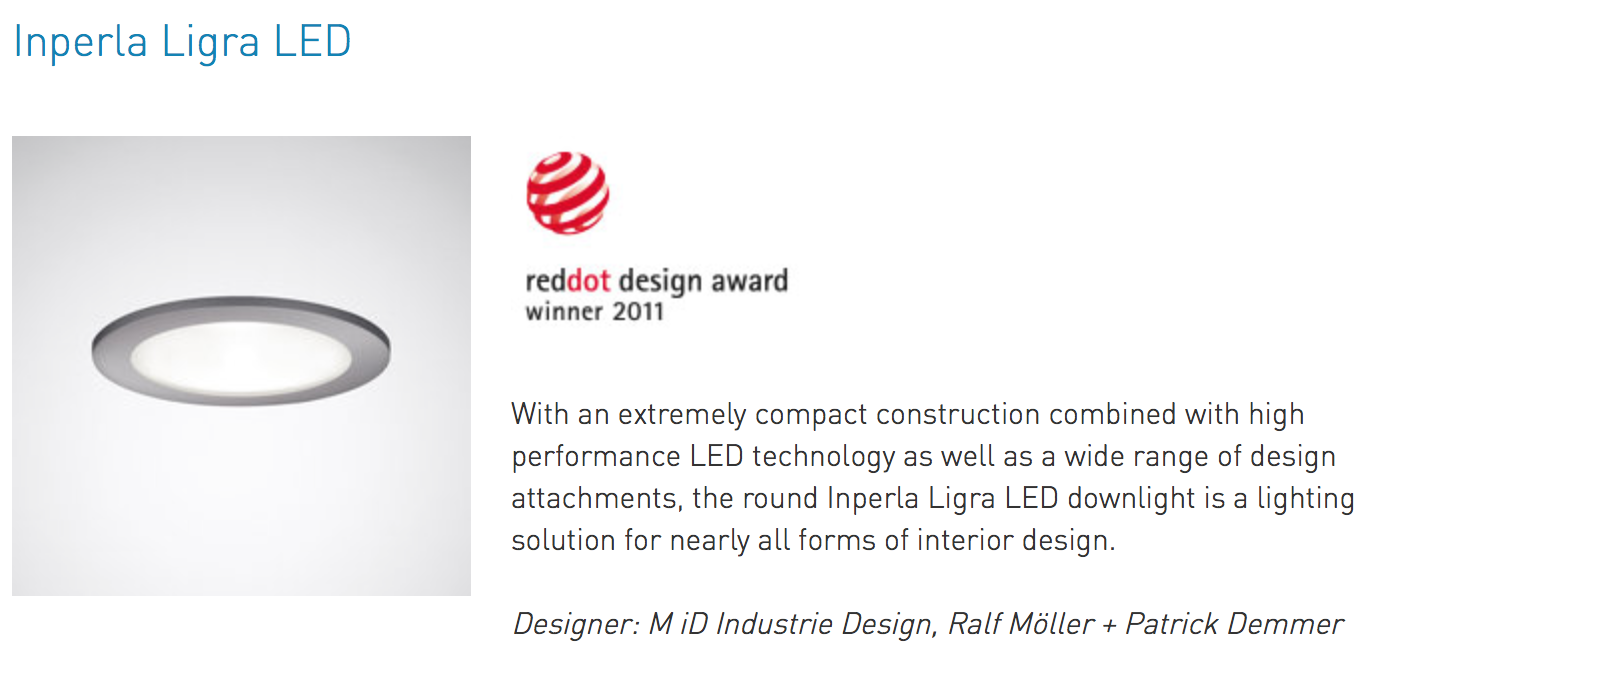 Inperla Ligra LED
reddot design award
winner 2011
With an extremely compact construction combined with high
performance LED technology as well as a wide range of design
attachments, the round Inperla Ligra LED downlight is a lighting
solution for nearly all forms of interior design.
Designer: M iD Industrie Design, Ralf Möller + Patrick Demmer